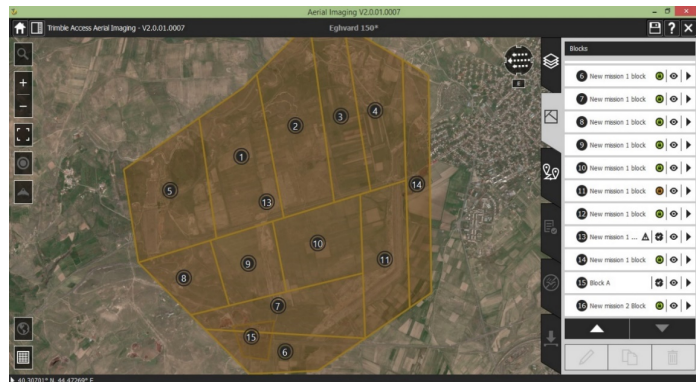 Aerial Imaging V2.0.01.0007
Trimble Access Aerial Imaging - V2.0.01.0007
Eghvard 150*
Blocks
6 New mission 1 block
7 New mission 1 block
8 New mission 1 block
9 New mission 1 block
10 New mission 1 block
11 New mission 1 block
12 New mission 1 block
13 New mission 1 ...
14 New mission 1 block
15 Block A
16 New mission 2 Block
1
2
3
4
5
13
14
10
9
11
8
7
15
6
40.30701° N, 44.47269° E